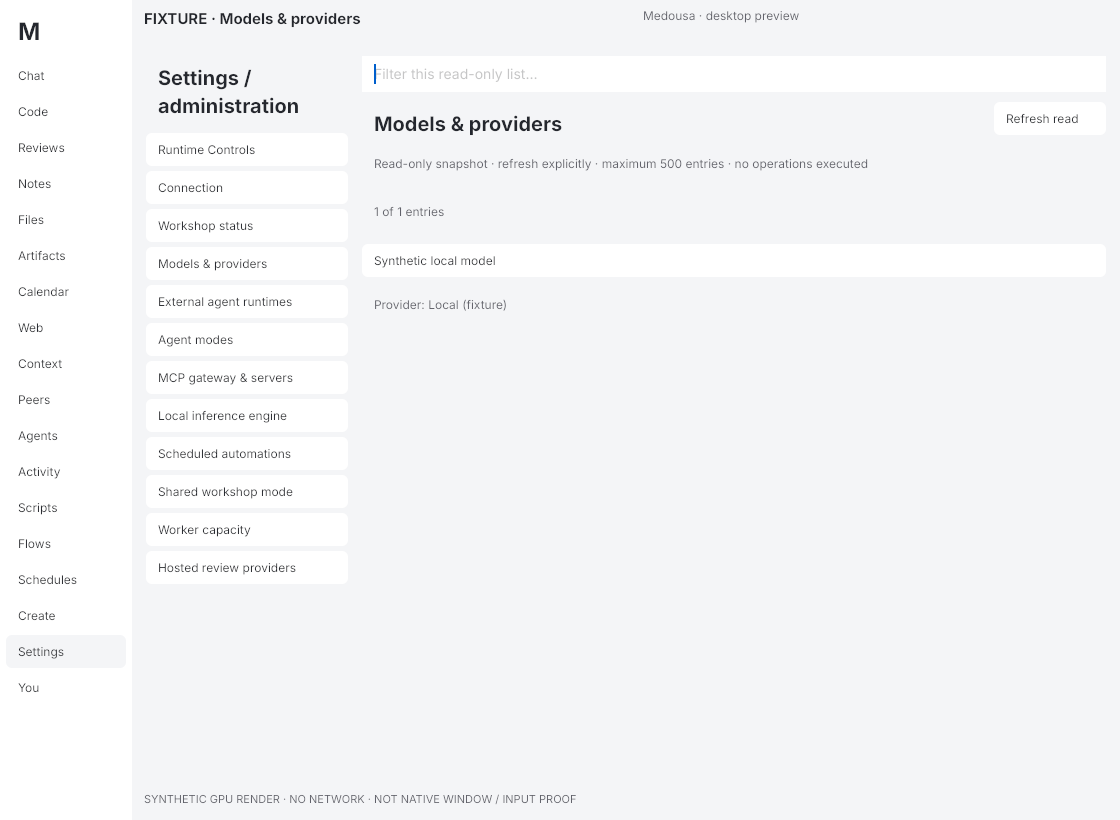 M
Chat
Code
Reviews
Notes
Files
Artifacts
Calendar
Web
Context
Peers
Agents
Activity
Scripts
Flows
Schedules
Create
Settings
You
FIXTURE · Models & providers
Medousa · desktop preview
Settings /
administration
Runtime Controls
Connection
Workshop status
Models & providers
External agent runtimes
Agent modes
MCP gateway & servers
Local inference engine
Scheduled automations
Shared workshop mode
Worker capacity
Hosted review providers
Filter this read-only list...
Models & providers
Refresh read
Read-only snapshot · refresh explicitly · maximum 500 entries · no operations executed
1 of 1 entries
Synthetic local model
Provider: Local (fixture)
SYNTHETIC GPU RENDER · NO NETWORK · NOT NATIVE WINDOW / INPUT PROOF